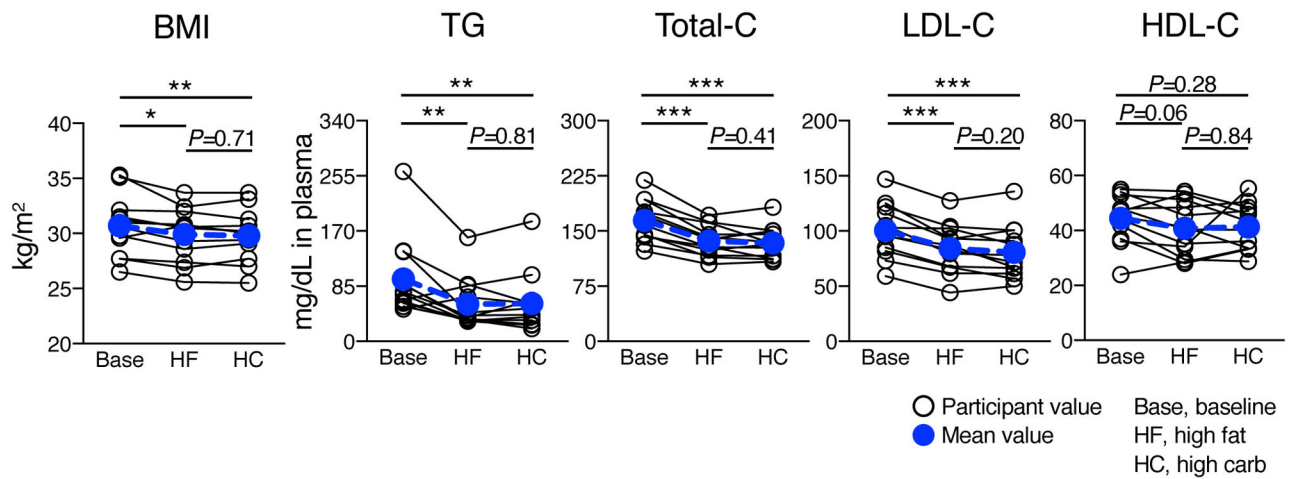 BMI
TG
Total-C
LDL-C
HDL-C
**
*
P=0.71
**
**
P=0.81
***
***
P=0.41
***
***
P=0.20
P=0.28
P=0.06
P=0.84
kg/m²
40
35
30
25
20
Base HF HC
mg/dL in plasma
340
255
170
85
0
Base HF HC
300
225
150
75
0
Base HF HC
200
150
100
50
0
Base HF HC
80
60
40
20
0
Base HF HC
Participant value
Mean value
Base, baseline
HF, high fat
HC, high carb